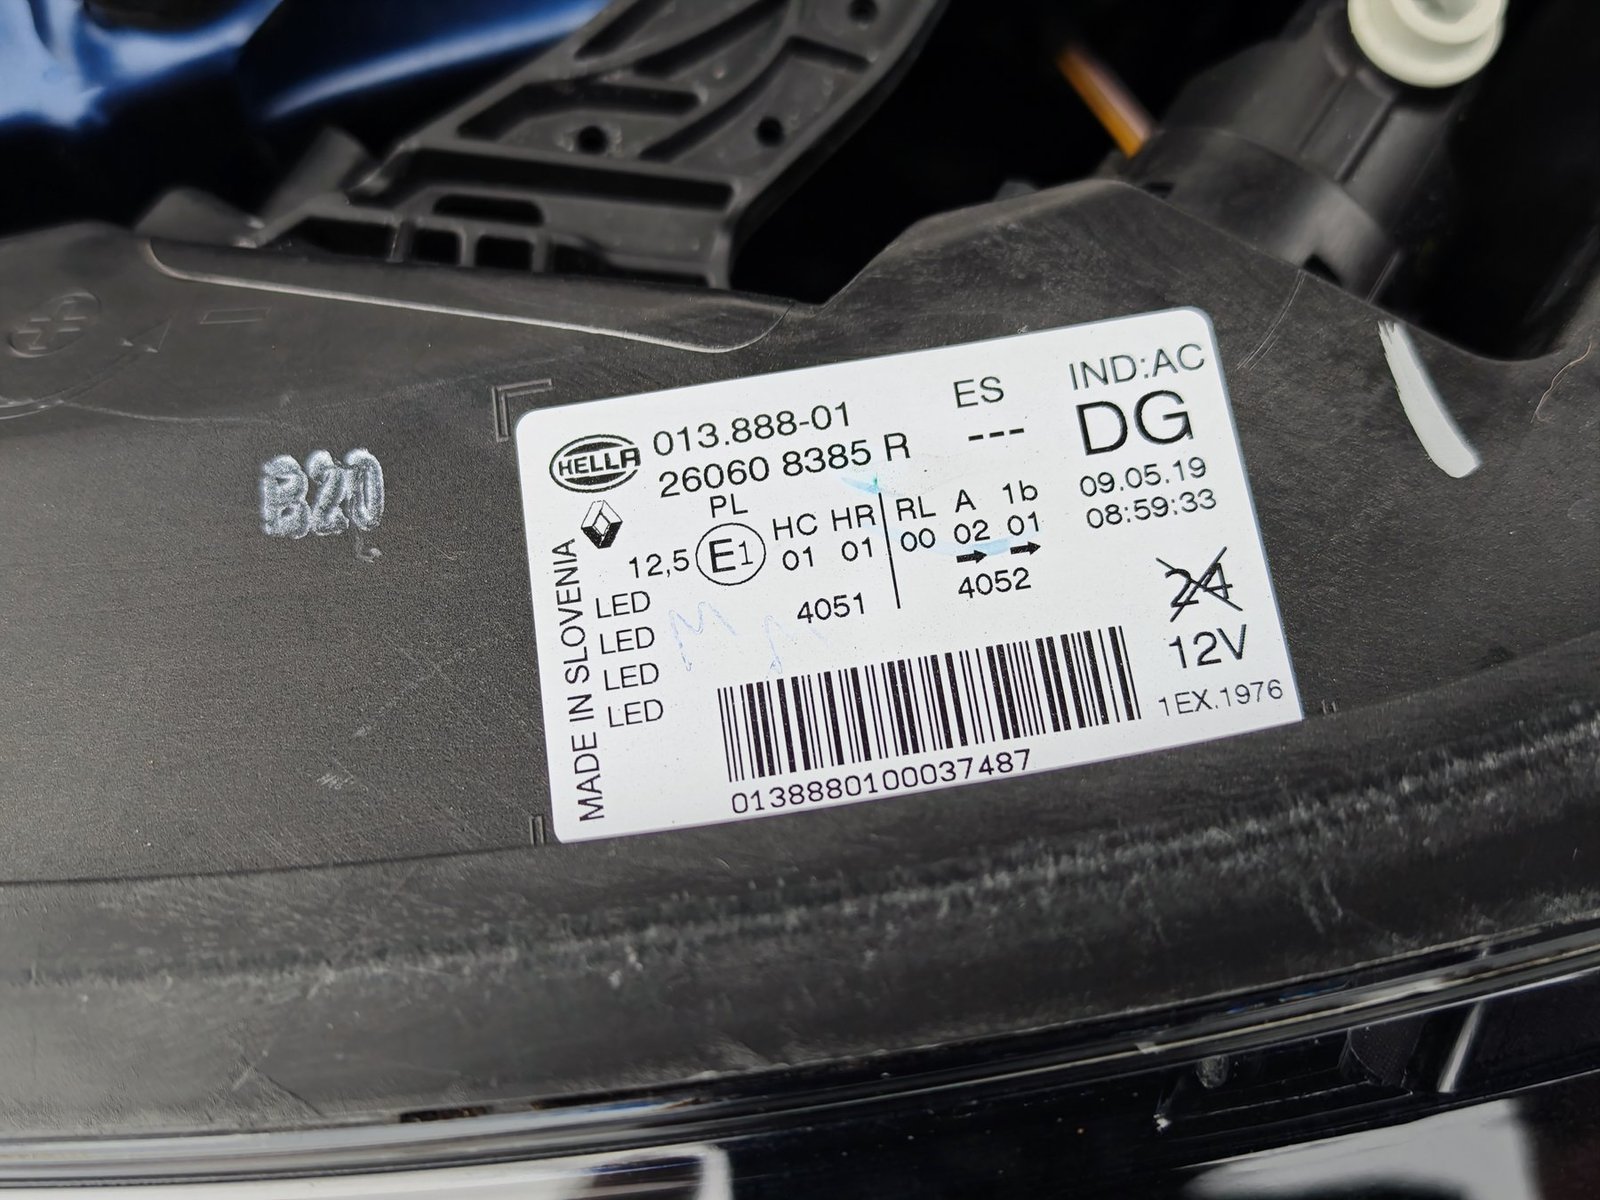 B20
HELLA
013.888-01
26060 8385 R
ES
---
IND:AC
DG
09.05.19
08:59:33
PL
12,5 E1
HC HR
01 01
4051
RL A 1b
00 02 01
4052
24
12V
1EX.1976
LED
LED
LED
LED
MADE IN SLOVENIA
0138880100037487